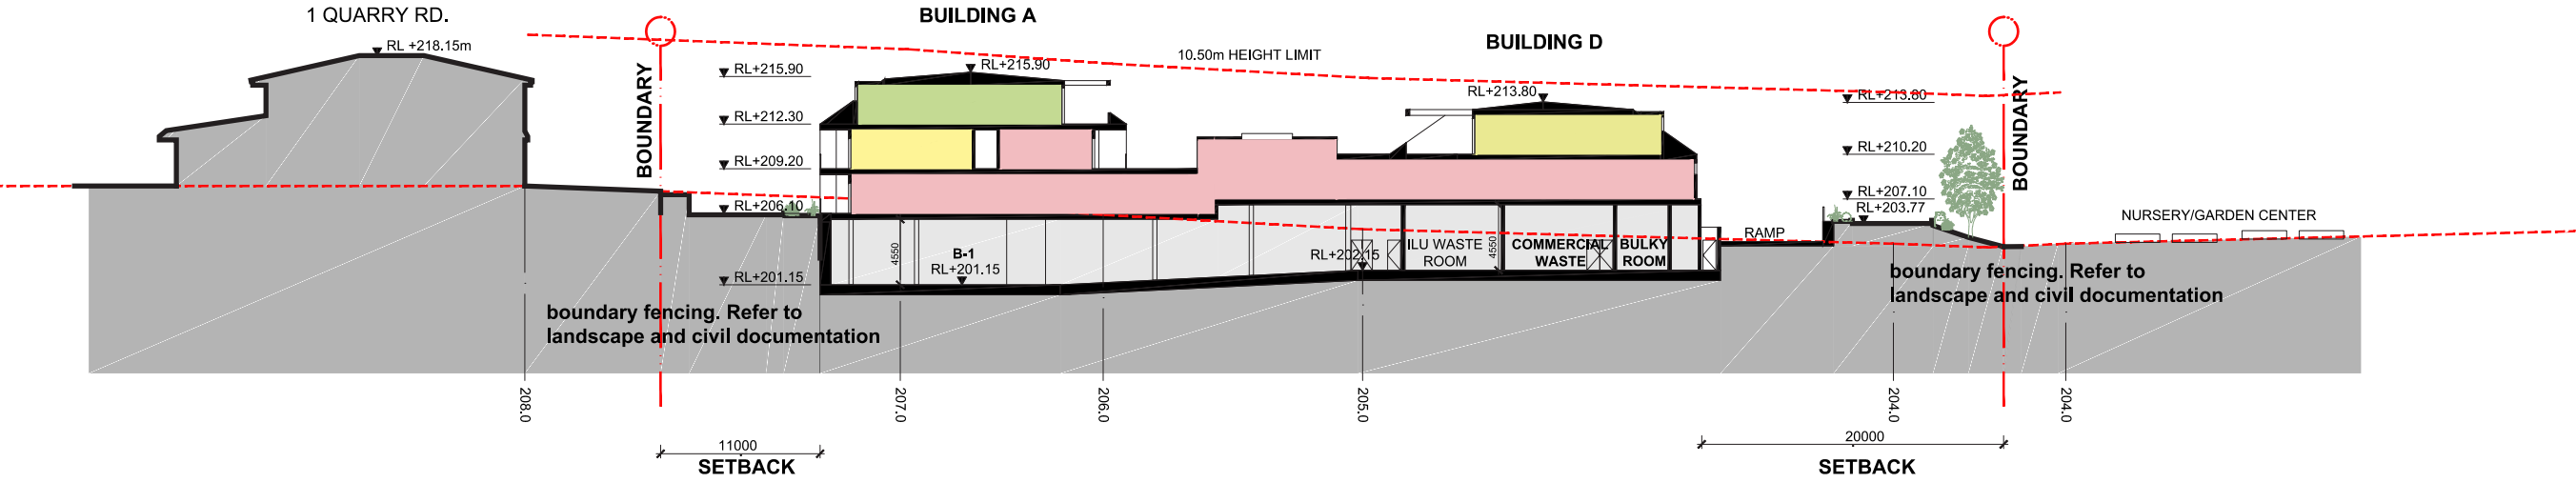 1 QUARRY RD.
BUILDING A
BUILDING D
RL +218.15m
10.50m HEIGHT LIMIT
BOUNDARY
RL+215.90
RL+212.30
RL+209.20
RL+206.10
RL+201.15
RL+215.90
RL+213.80
RL+213.80
RL+210.20
RL+207.10
RL+203.77
BOUNDARY
NURSERY/GARDEN CENTER
RAMP
4550
B-1
RL+201.15
RL+202.15
ILU WASTE
ROOM
4550
COMMERCIAL
WASTE
BULKY
ROOM
boundary fencing. Refer to
landscape and civil documentation
boundary fencing. Refer to
landscape and civil documentation
208.0
207.0
206.0
205.0
204.0
204.0
11000
SETBACK
20000
SETBACK